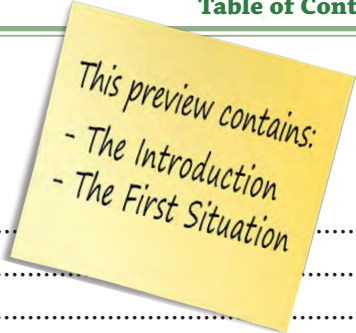 Table of Cont
This preview contains:
- The Introduction
- The First Situation